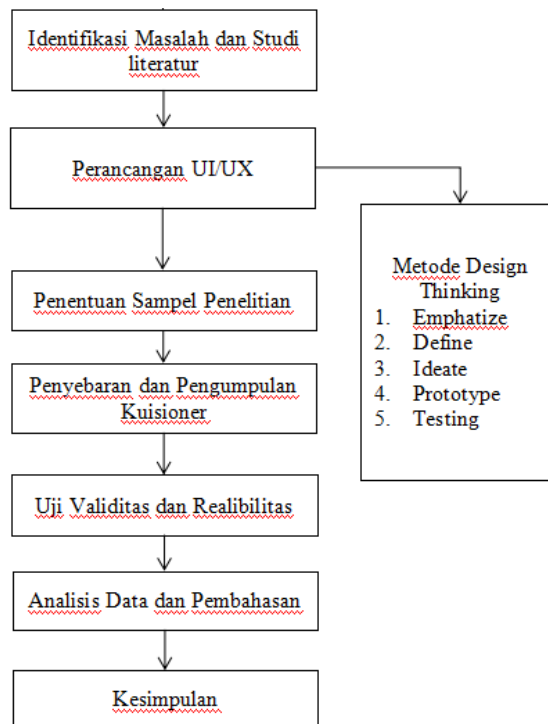 Identifikasi Masalah dan Studi
literatur
Perancangan UI/UX
Metode Design
Thinking
1. Emphatize
2. Define
3. Ideate
4. Prototype
5. Testing
Penentuan Sampel Penelitian
Penyebaran dan Pengumpulan
Kuisioner
Uji Validitas dan Realibilitas
Analisis Data dan Pembahasan
Kesimpulan